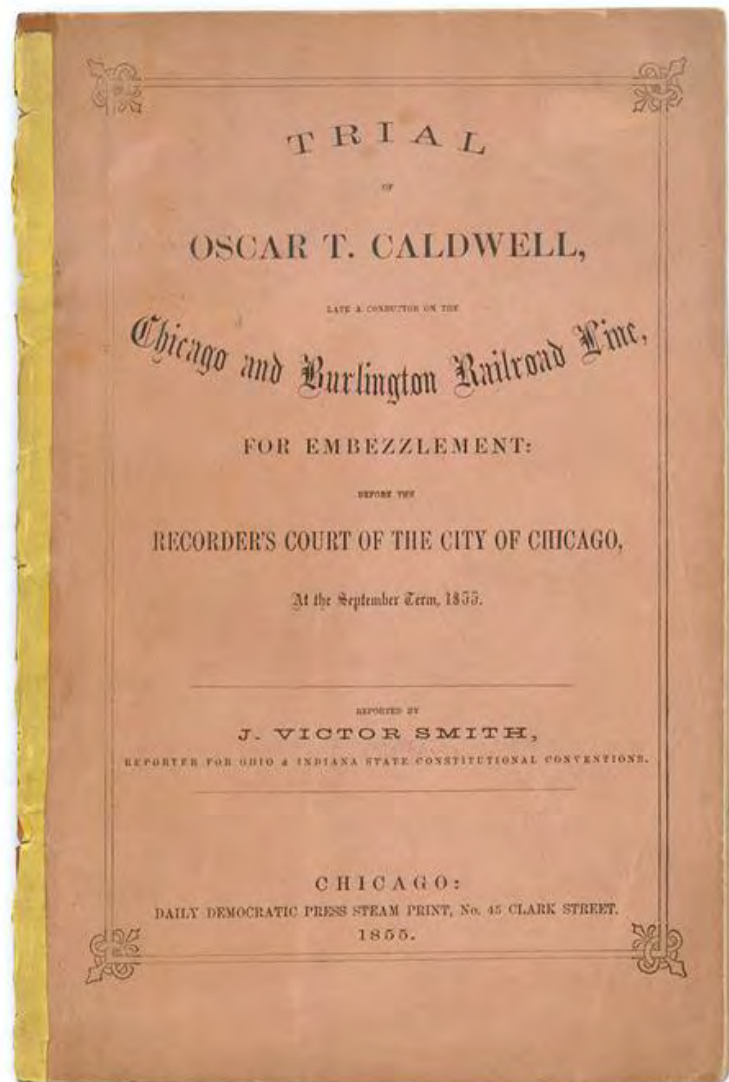 TRIAL
OF
OSCAR T. CALDWELL,
LATE A CONDUCTOR ON THE
Chicago and Burlington Railroad Line,
FOR EMBEZZLEMENT:
BEFORE THE
RECORDER'S COURT OF THE CITY OF CHICAGO,
At the September Term, 1855.
REPORTED BY
J. VICTOR SMITH,
REPORTER FOR OHIO & INDIANA STATE CONSTITUTIONAL CONVENTIONS.
CHICAGO:
DAILY DEMOCRATIC PRESS STEAM PRINT, No. 45 CLARK STREET.
1855.